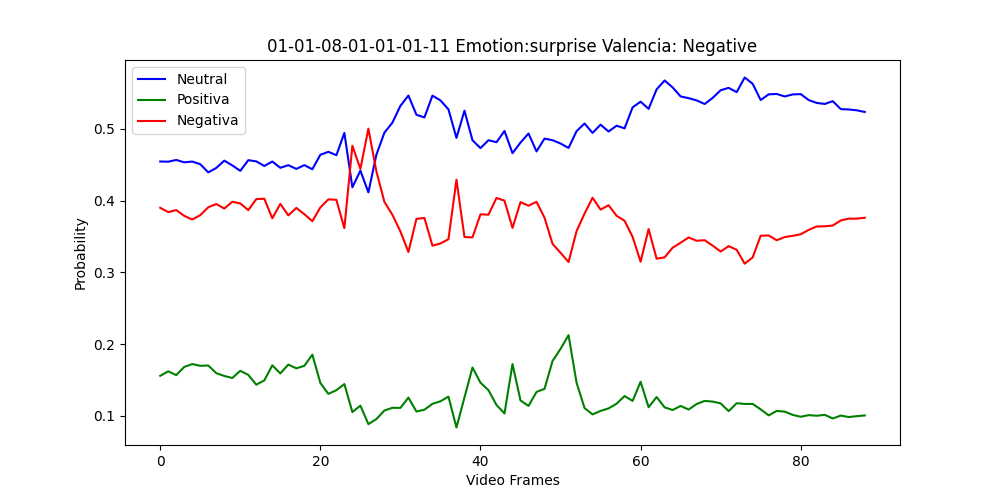 01-01-08-01-01-01-11 Emotion:surprise Valencia: Negative
Neutral
Positiva
Negativa
0.5
0.4
0.3
0.2
0.1
Probability
0 20 40 60 80
Video Frames